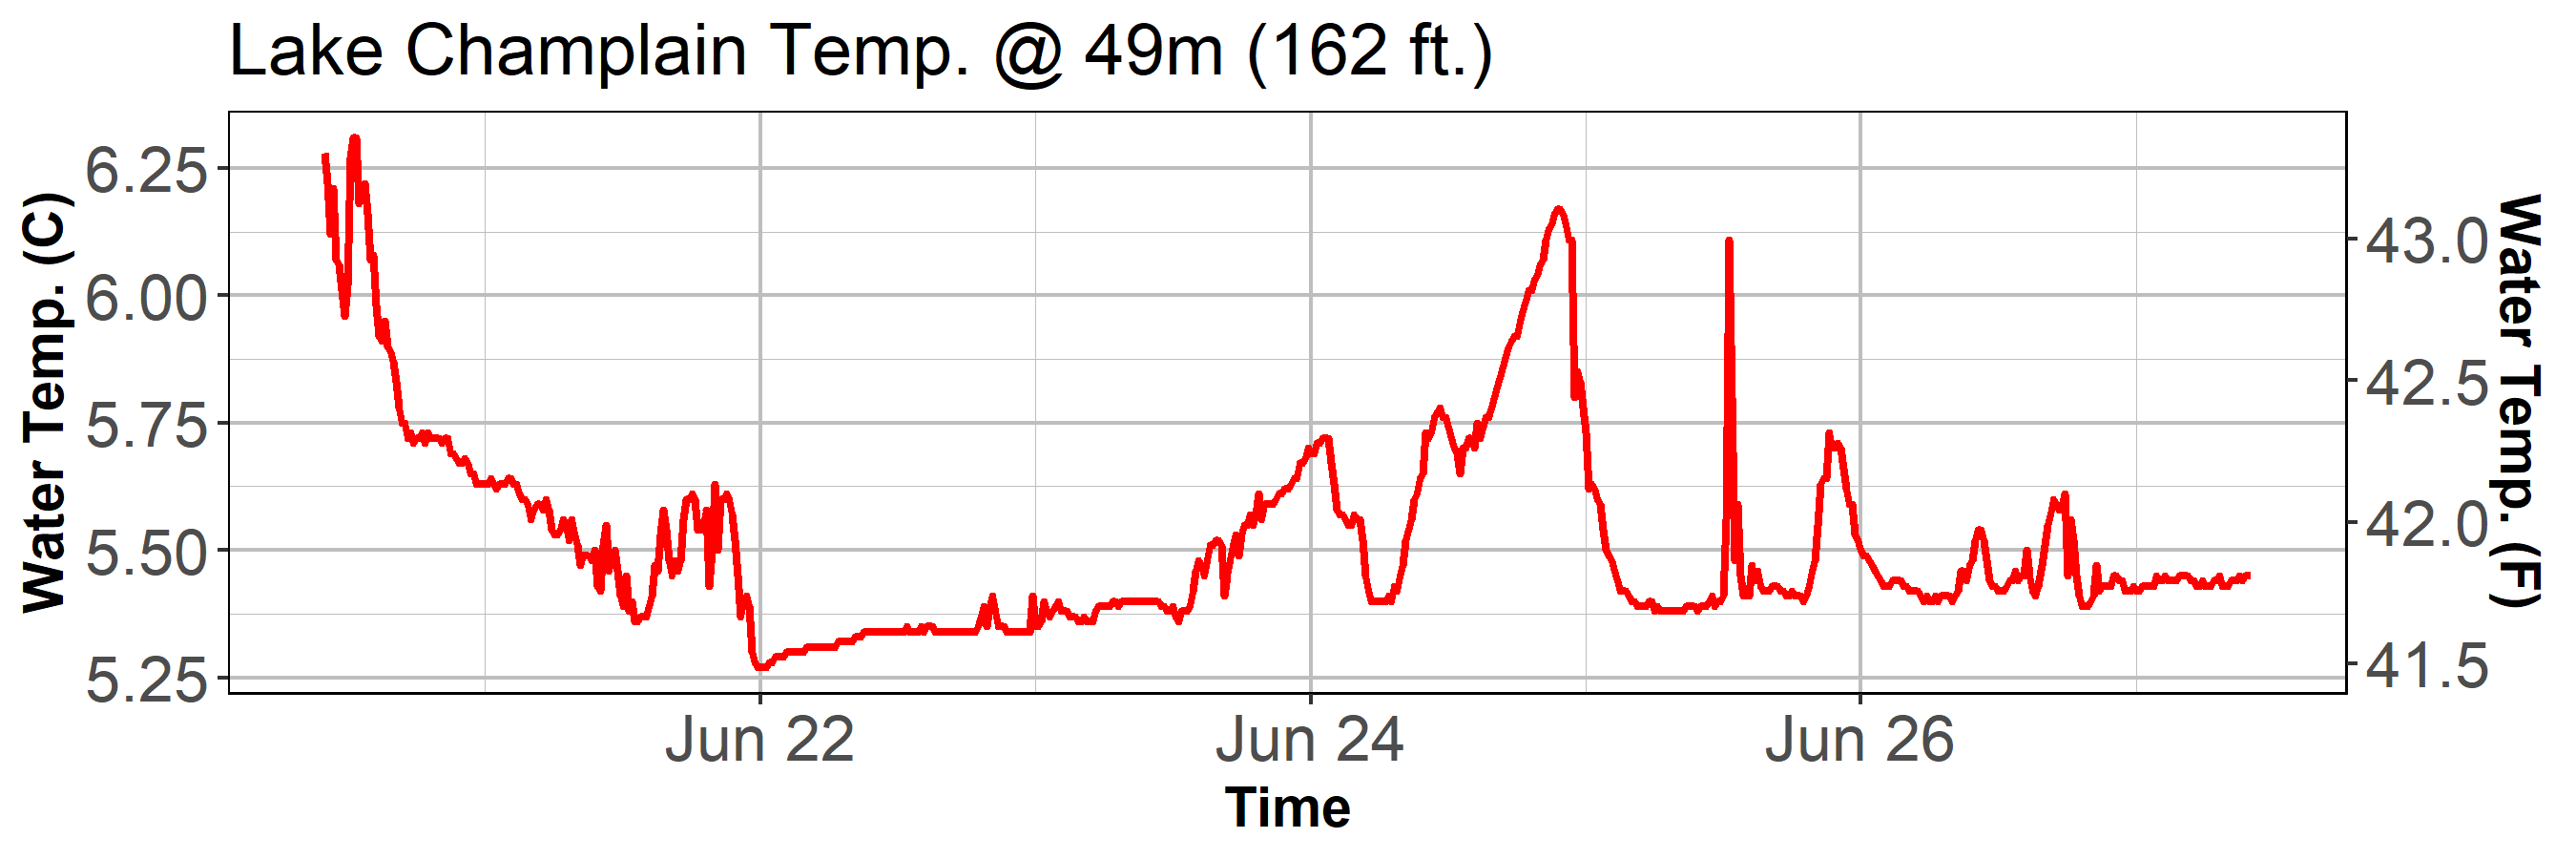 Lake Champlain Temp. @ 49m (162 ft.)
Water Temp. (C)
6.25
6.00
5.75
5.50
5.25
43.0
42.5
42.0
41.5
Water Temp. (F)
Jun 22
Jun 24
Jun 26
Time